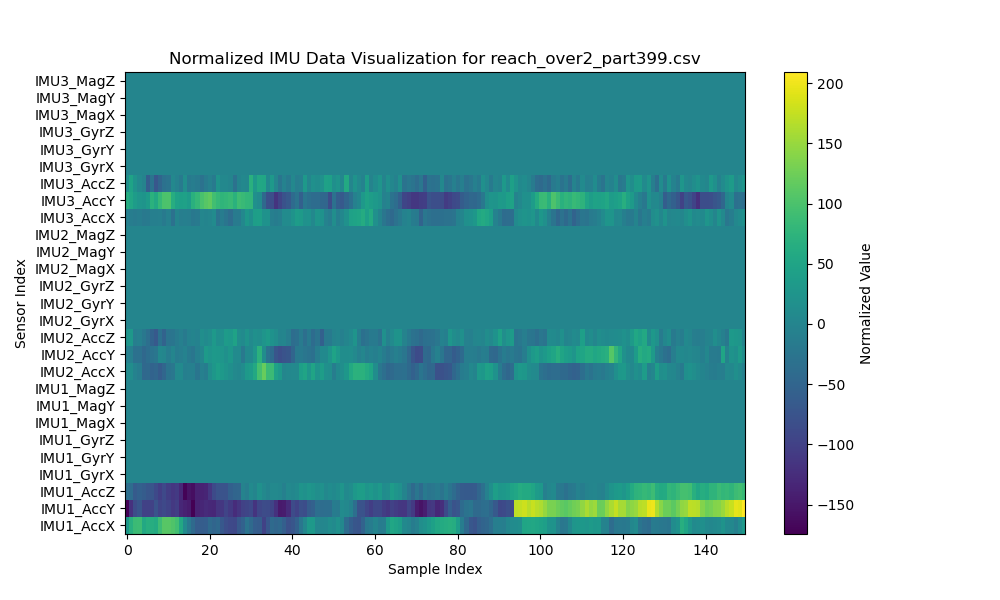 Normalized IMU Data Visualization for reach_over2_part399.csv
IMU3_MagZ
IMU3_MagY
IMU3_MagX
IMU3_GyrZ
IMU3_GyrY
IMU3_GyrX
IMU3_AccZ
IMU3_AccY
IMU3_AccX
IMU2_MagZ
IMU2_MagY
IMU2_MagX
IMU2_GyrZ
IMU2_GyrY
IMU2_GyrX
IMU2_AccZ
IMU2_AccY
IMU2_AccX
IMU1_MagZ
IMU1_MagY
IMU1_MagX
IMU1_GyrZ
IMU1_GyrY
IMU1_GyrX
IMU1_AccZ
IMU1_AccY
IMU1_AccX
Sensor Index
0 20 40 60 80 100 120 140
Sample Index
200
150
100
50
0
−50
−100
−150
Normalized Value